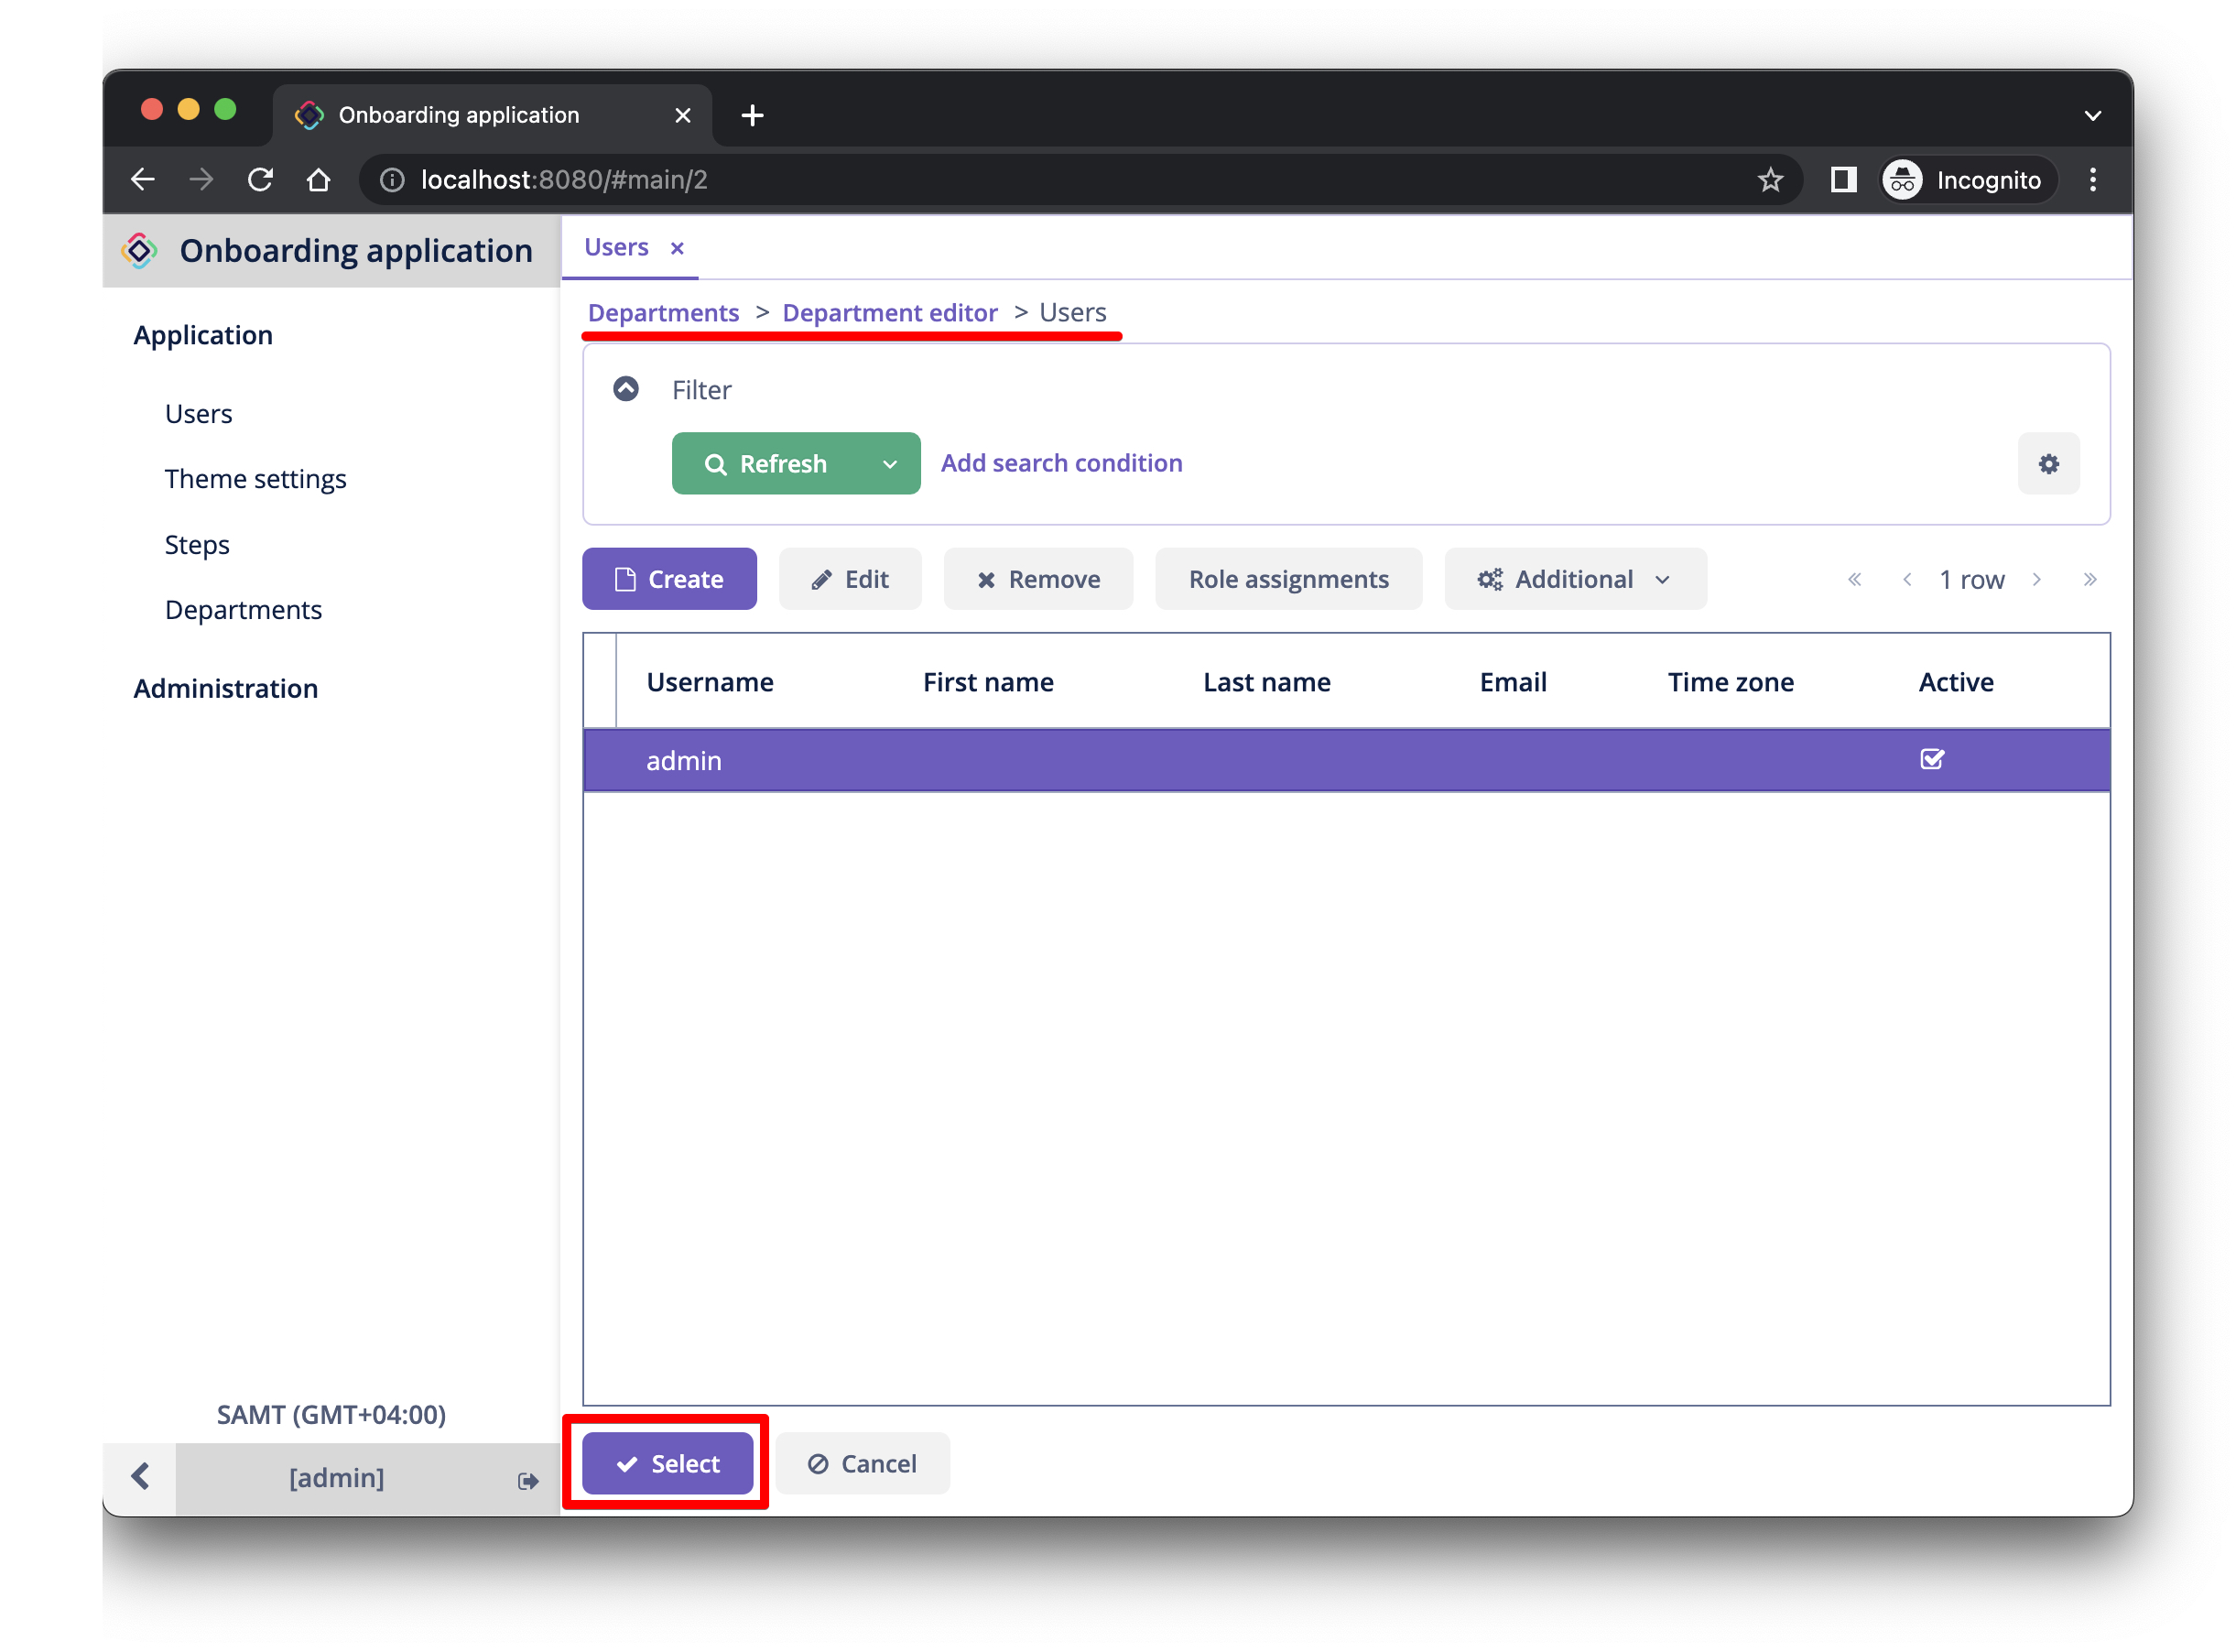 Onboarding application
localhost:8080/#main/2
Incognito
Onboarding application
Application
Users
Theme settings
Steps
Departments
Administration
SAMT (GMT+04:00)
[admin]
Users
Departments > Department editor > Users
Filter
Refresh Add search condition
Create Edit Remove Role assignments Additional 1 row
Username First name Last name Email Time zone Active
admin
Select Cancel